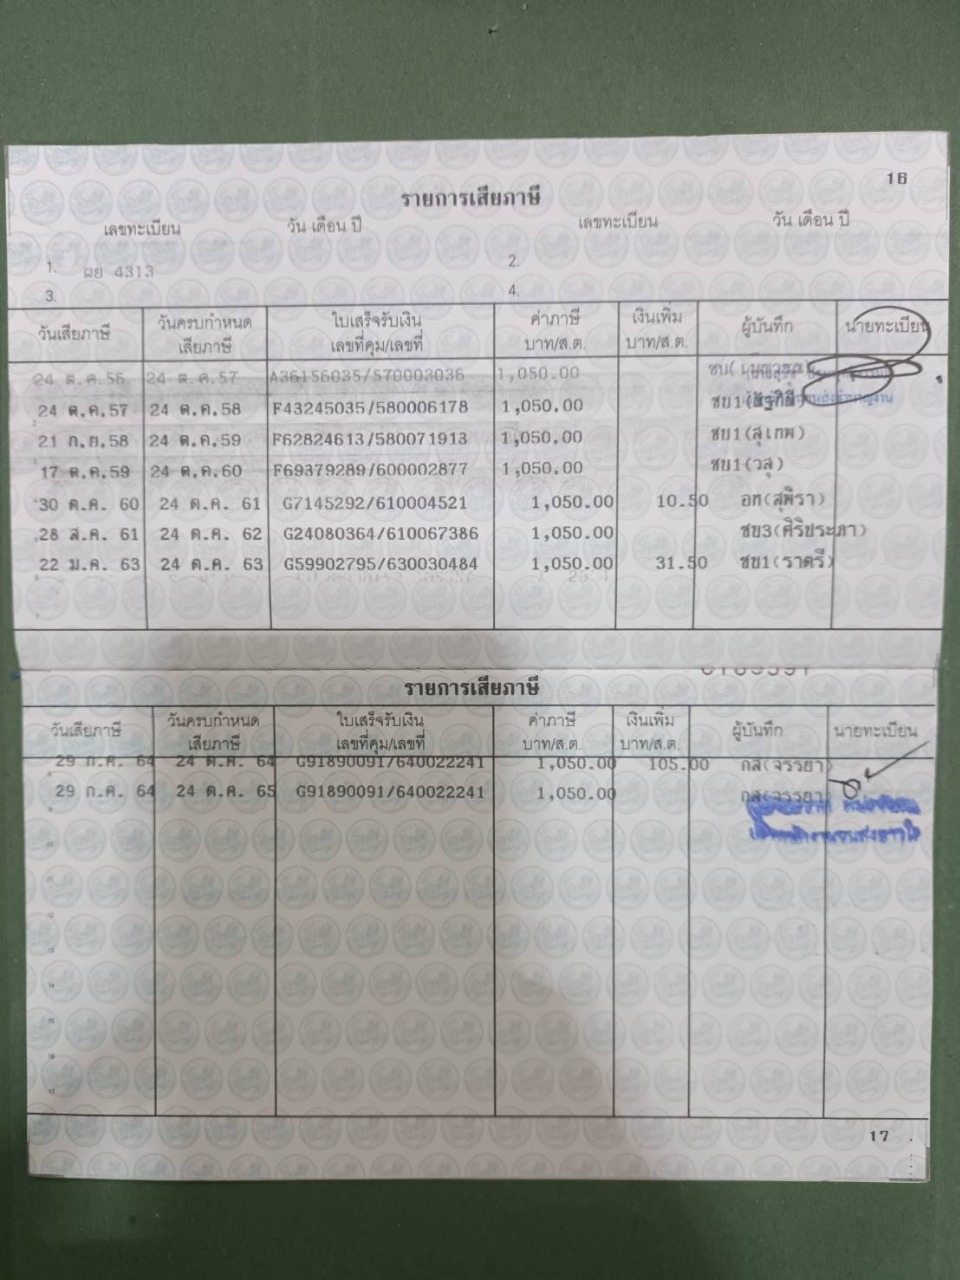 16
รายการเสียภาษี
เลขทะเบียน วัน เดือน ปี เลขทะเบียน วัน เดือน ปี
1. ผย 4313 2.
3. 4.
วันเสียภาษี วันครบกำหนด เสียภาษี ใบเสร็จรับเงิน เลขที่คุม/เลขที่ ค่าภาษี บาท/ส.ต. เงินเพิ่ม บาท/ส.ต. ผู้บันทึก นายทะเบียน
24 ต.ค.56 24 ต.ค.57 A36156035/570003036 1,050.00
24 ต.ค.57 24 ต.ค.58 F43245035/580006178 1,050.00
21 ก.ย.58 24 ต.ค.59 F62824613/580071913 1,050.00 ชบ1(สุเทพ)
17 ต.ค.59 24 ต.ค.60 F69379289/600002877 1,050.00 ชบ1(วสุ)
30 ต.ค. 60 24 ต.ค. 61 G7145292/610004521 1,050.00 10.50 อท(สุพิรา)
28 ส.ค. 61 24 ต.ค. 62 G24080364/610067386 1,050.00 ชบ3(ศิริประภา)
22 ม.ค. 63 24 ต.ค. 63 G59902795/630030484 1,050.00 31.50 ชบ1(ราตรี)
รายการเสียภาษี
วันเสียภาษี วันครบกำหนด เสียภาษี ใบเสร็จรับเงิน เลขที่คุม/เลขที่ ค่าภาษี บาท/ส.ต. เงินเพิ่ม บาท/ส.ต. ผู้บันทึก นายทะเบียน
29 ก.ค. 64 24 ต.ค. 64 G91890091/640022241 1,050.00 105.00 กส(จรรยา)
29 ก.ค. 64 24 ต.ค. 65 G91890091/640022241 1,050.00 กส(จรรยา)
17